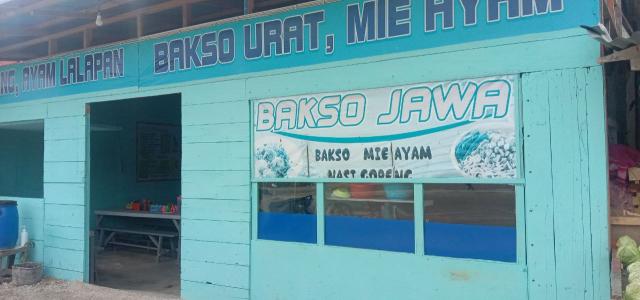 NG, AYAM LALAPAN
BAKSO URAT, MIE AYAM
BAKSO JAWA
BAKSO MIE AYAM
NASI GORENG